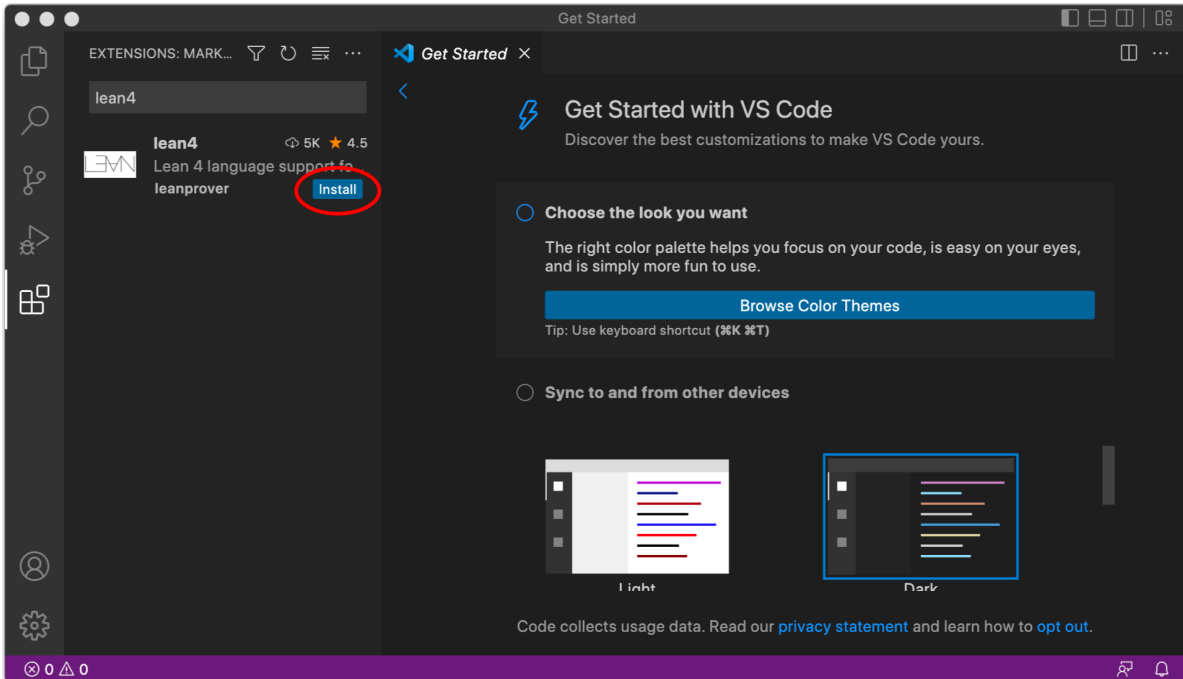 Get Started
EXTENSIONS: MARK...
Get Started
lean4
lean4 5K 4.5
Lean 4 language support fo...
leanprover Install
LEAN
Get Started with VS Code
Discover the best customizations to make VS Code yours.
Choose the look you want
The right color palette helps you focus on your code, is easy on your eyes,
and is simply more fun to use.
Browse Color Themes
Tip: Use keyboard shortcut (⌘K ⌘T)
Sync to and from other devices
Light
Dark
Code collects usage data. Read our privacy statement and learn how to opt out.
0 0